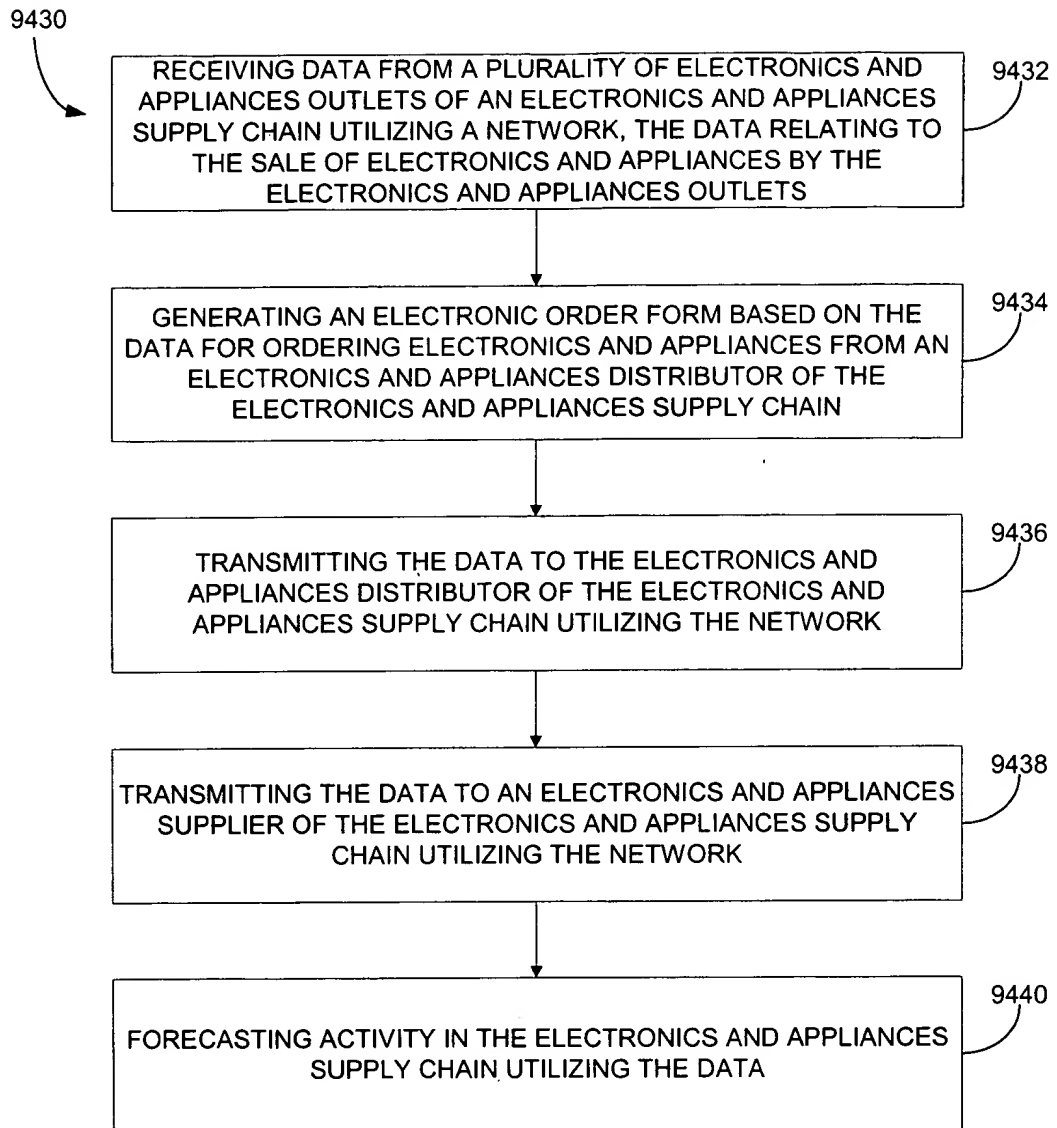 9430
RECEIVING DATA FROM A PLURALITY OF ELECTRONICS AND
APPLIANCES OUTLETS OF AN ELECTRONICS AND APPLIANCES
SUPPLY CHAIN UTILIZING A NETWORK, THE DATA RELATING TO
THE SALE OF ELECTRONICS AND APPLIANCES BY THE
ELECTRONICS AND APPLIANCES OUTLETS
9432
GENERATING AN ELECTRONIC ORDER FORM BASED ON THE
DATA FOR ORDERING ELECTRONICS AND APPLIANCES FROM AN
ELECTRONICS AND APPLIANCES DISTRIBUTOR OF THE
ELECTRONICS AND APPLIANCES SUPPLY CHAIN
9434
TRANSMITTING THE DATA TO THE ELECTRONICS AND
APPLIANCES DISTRIBUTOR OF THE ELECTRONICS AND
APPLIANCES SUPPLY CHAIN UTILIZING THE NETWORK
9436
TRANSMITTING THE DATA TO AN ELECTRONICS AND APPLIANCES
SUPPLIER OF THE ELECTRONICS AND APPLIANCES SUPPLY
CHAIN UTILIZING THE NETWORK
9438
FORECASTING ACTIVITY IN THE ELECTRONICS AND APPLIANCES
SUPPLY CHAIN UTILIZING THE DATA
9440